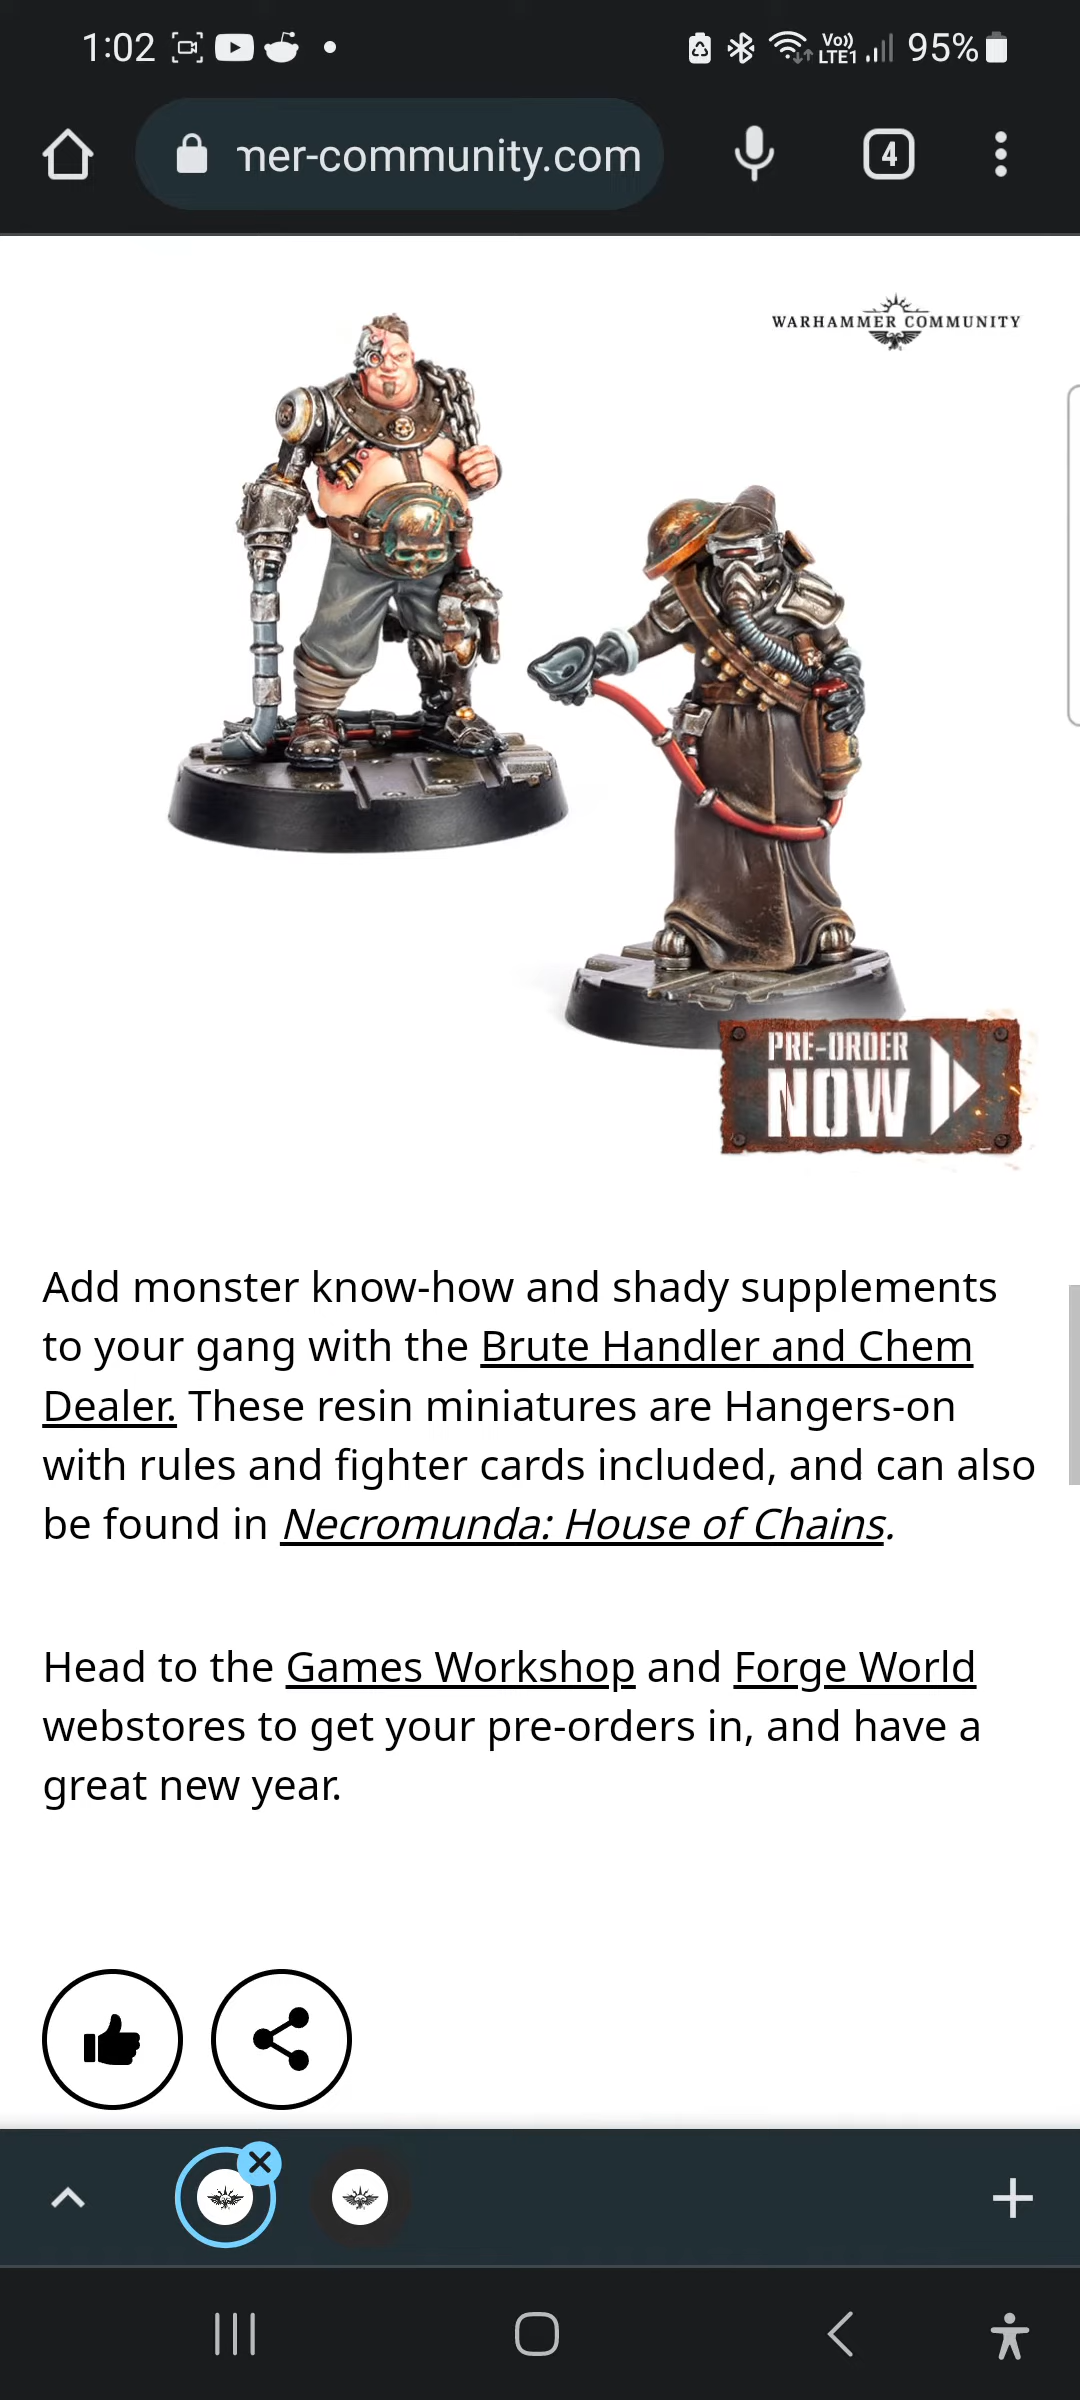 1:02
Vo))
LTE1
95%
mer-community.com
4
WARHAMMER COMMUNITY
PRE-ORDER
NOW
Add monster know-how and shady supplements
to your gang with the Brute Handler and Chem
Dealer. These resin miniatures are Hangers-on
with rules and fighter cards included, and can also
be found in Necromunda: House of Chains.
Head to the Games Workshop and Forge World
webstores to get your pre-orders in, and have a
great new year.